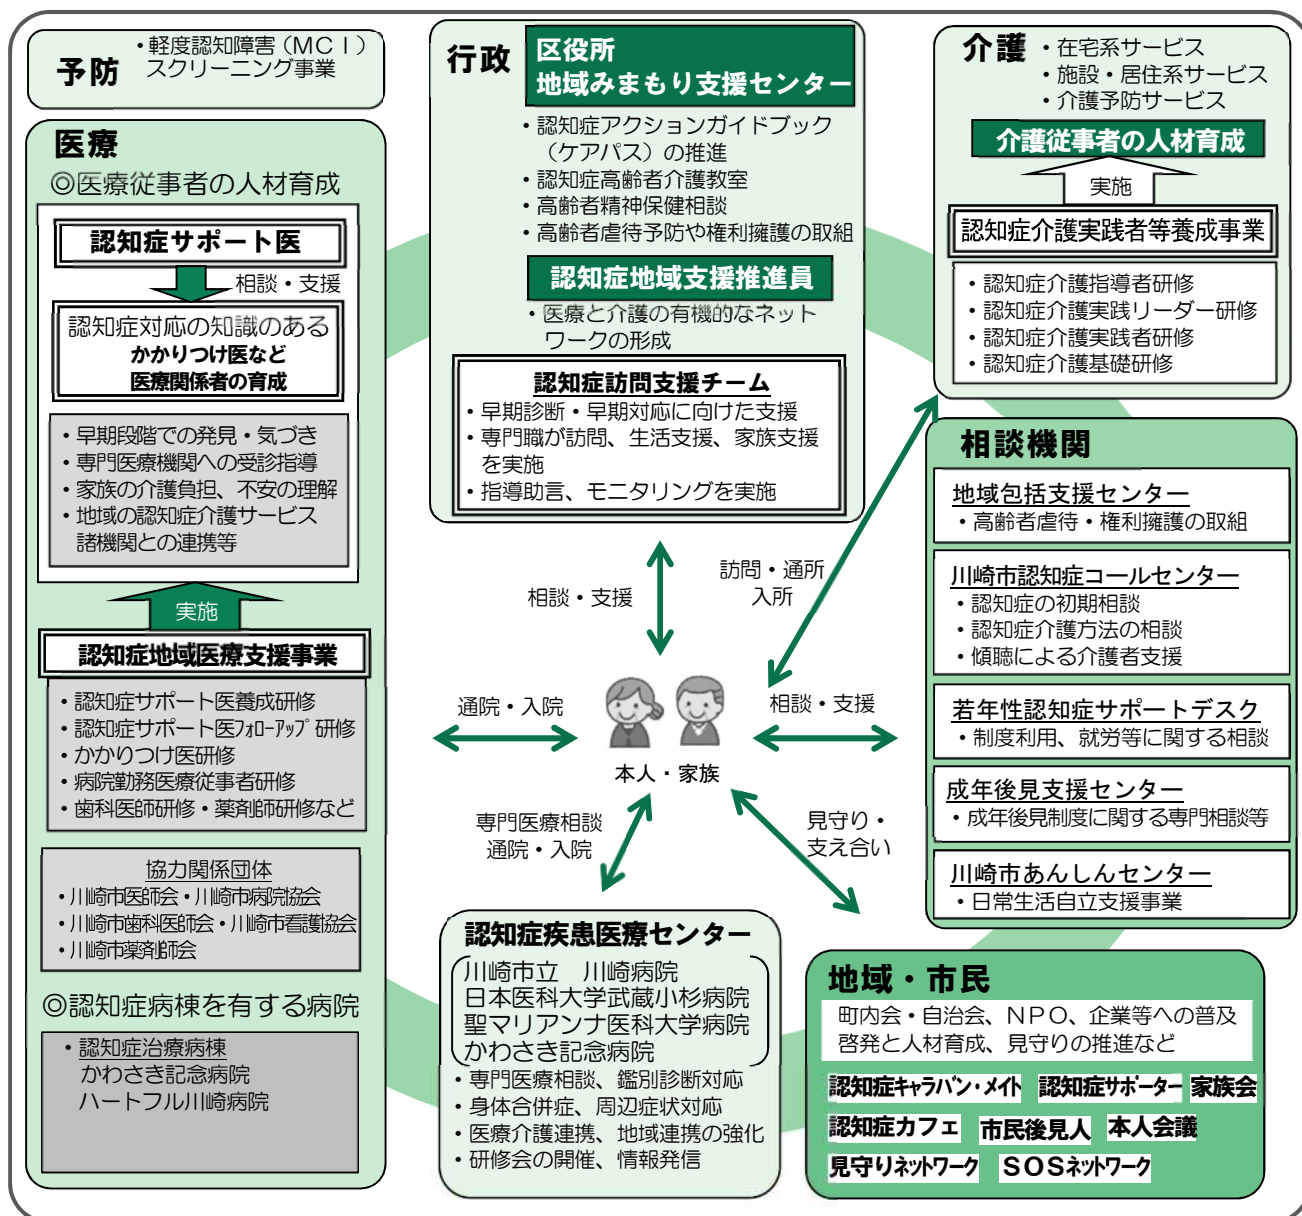 予防
・軽度認知障害（ＭＣＩ）
スクリーニング事業
医療
◎医療従事者の人材育成
認知症サポート医
相談・支援
認知症対応の知識のある
かかりつけ医など
医療関係者の育成
・早期段階での発見・気づき
・専門医療機関への受診指導
・家族の介護負担、不安の理解
・地域の認知症介護サービス
諸機関との連携等
実施
認知症地域医療支援事業
・認知症サポート医養成研修
・認知症サポート医ﾌｫﾛｰｱｯﾌﾟ研修
・かかりつけ医研修
・病院勤務医療従事者研修
・歯科医師研修・薬剤師研修など
協力関係団体
・川崎市医師会・川崎市病院協会
・川崎市歯科医師会・川崎市看護協会
・川崎市薬剤師会
◎認知症病棟を有する病院
・認知症治療病棟
かわさき記念病院
ハートフル川崎病院
行政
区役所
地域みまもり支援センター
・認知症アクションガイドブック
（ケアパス）の推進
・認知症高齢者介護教室
・高齢者精神保健相談
・高齢者虐待予防や権利擁護の取組
認知症地域支援推進員
・医療と介護の有機的なネット
ワークの形成
認知症訪問支援チーム
・早期診断・早期対応に向けた支援
・専門職が訪問、生活支援、家族支援
を実施
・指導助言、モニタリングを実施
相談・支援
訪問・通所
入所
通院・入院
相談・支援
本人・家族
専門医療相談
通院・入院
見守り・
支え合い
認知症疾患医療センター
川崎市立　川崎病院
日本医科大学武蔵小杉病院
聖マリアンナ医科大学病院
かわさき記念病院
・専門医療相談、鑑別診断対応
・身体合併症、周辺症状対応
・医療介護連携、地域連携の強化
・研修会の開催、情報発信
介護
・在宅系サービス
・施設・居住系サービス
・介護予防サービス
介護従事者の人材育成
実施
認知症介護実践者等養成事業
・認知症介護指導者研修
・認知症介護実践リーダー研修
・認知症介護実践者研修
・認知症介護基礎研修
相談機関
地域包括支援センター
・高齢者虐待・権利擁護の取組
川崎市認知症コールセンター
・認知症の初期相談
・認知症介護方法の相談
・傾聴による介護者支援
若年性認知症サポートデスク
・制度利用、就労等に関する相談
成年後見支援センター
・成年後見制度に関する専門相談等
川崎市あんしんセンター
・日常生活自立支援事業
地域・市民
町内会・自治会、ＮＰＯ、企業等への普及
啓発と人材育成、見守りの推進など
認知症キャラバン・メイト　認知症サポーター　家族会
認知症カフェ　市民後見人　本人会議
見守りネットワーク　ＳＯＳネットワーク